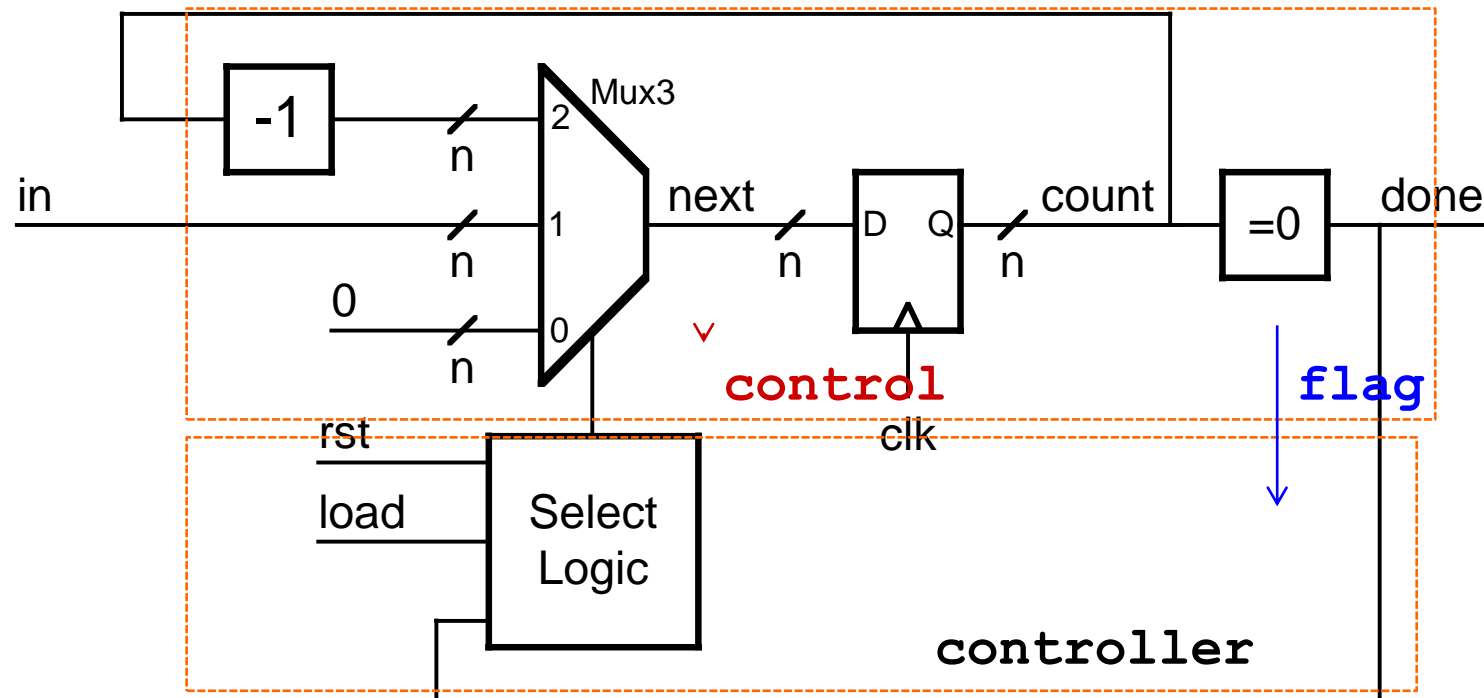 Mux3
-1
2
n
in
next
count
done
1
D
Q
=0
n
n
n
0
0
n
control
flag
rst
clk
load
Select
Logic
controller